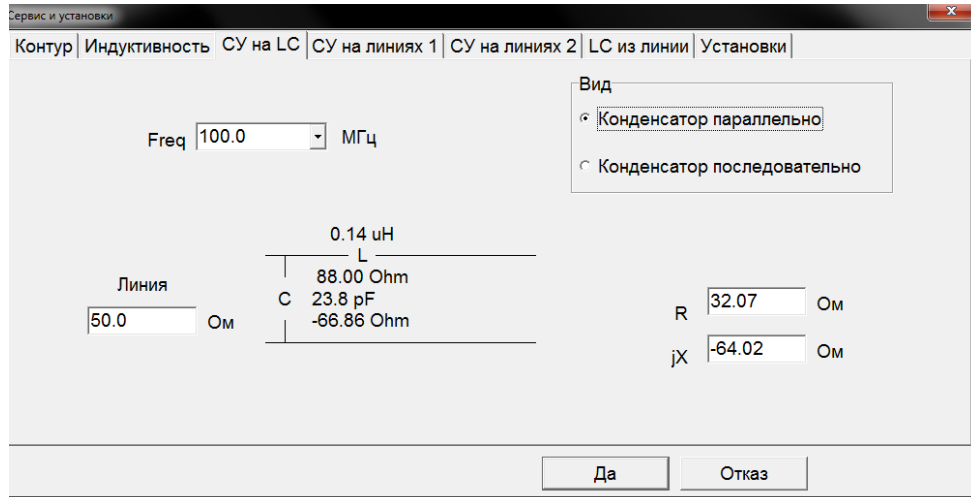 Сервис и установки
x
Контур Индуктивность СУ на LC СУ на линиях 1 СУ на линиях 2 LC из линии Установки
Вид
Конденсатор параллельно
Freq 100.0 МГц
Конденсатор последовательно
0.14 uH
L
Линия
88.00 Ohm
C 23.8 pF
50.0 Ом
-66.86 Ohm
R 32.07 Ом
jX -64.02 Ом
Да Отказ